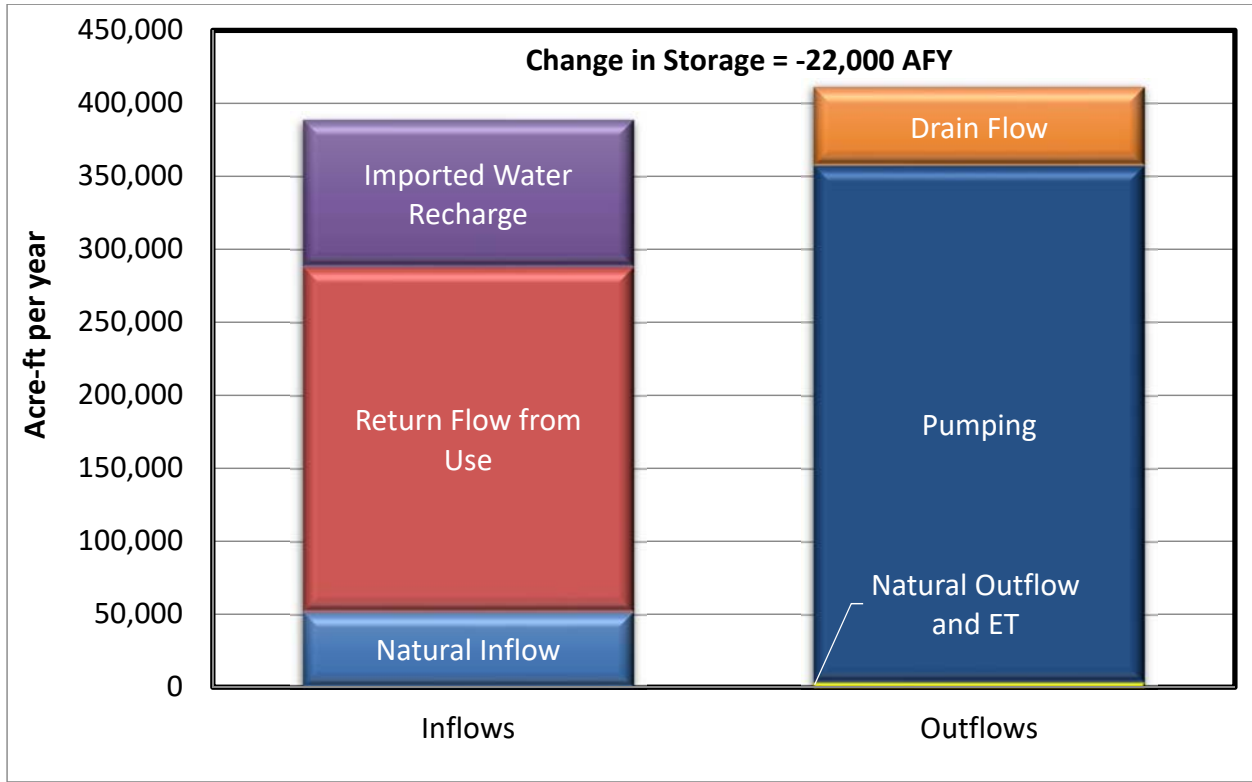 450,000
400,000
350,000
300,000
250,000
200,000
150,000
100,000
50,000
0
Acre-ft per year
Change in Storage = -22,000 AFY
Imported Water
Recharge
Return Flow from
Use
Natural Inflow
Drain Flow
Pumping
Natural Outflow
and ET
Inflows
Outflows